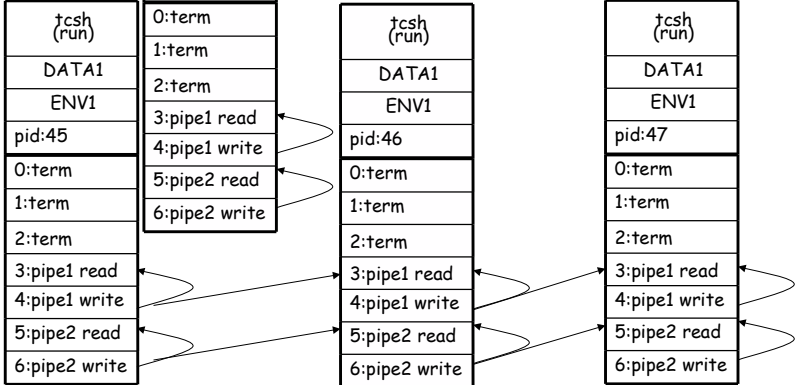 tcsh
(run)
DATA1
ENV1
pid:45
0:term
1:term
2:term
3:pipe1 read
4:pipe1 write
5:pipe2 read
6:pipe2 write
0:term
1:term
2:term
3:pipe1 read
4:pipe1 write
5:pipe2 read
6:pipe2 write
tcsh
(run)
DATA1
ENV1
pid:46
0:term
1:term
2:term
3:pipe1 read
4:pipe1 write
5:pipe2 read
6:pipe2 write
tcsh
(run)
DATA1
ENV1
pid:47
0:term
1:term
2:term
3:pipe1 read
4:pipe1 write
5:pipe2 read
6:pipe2 write